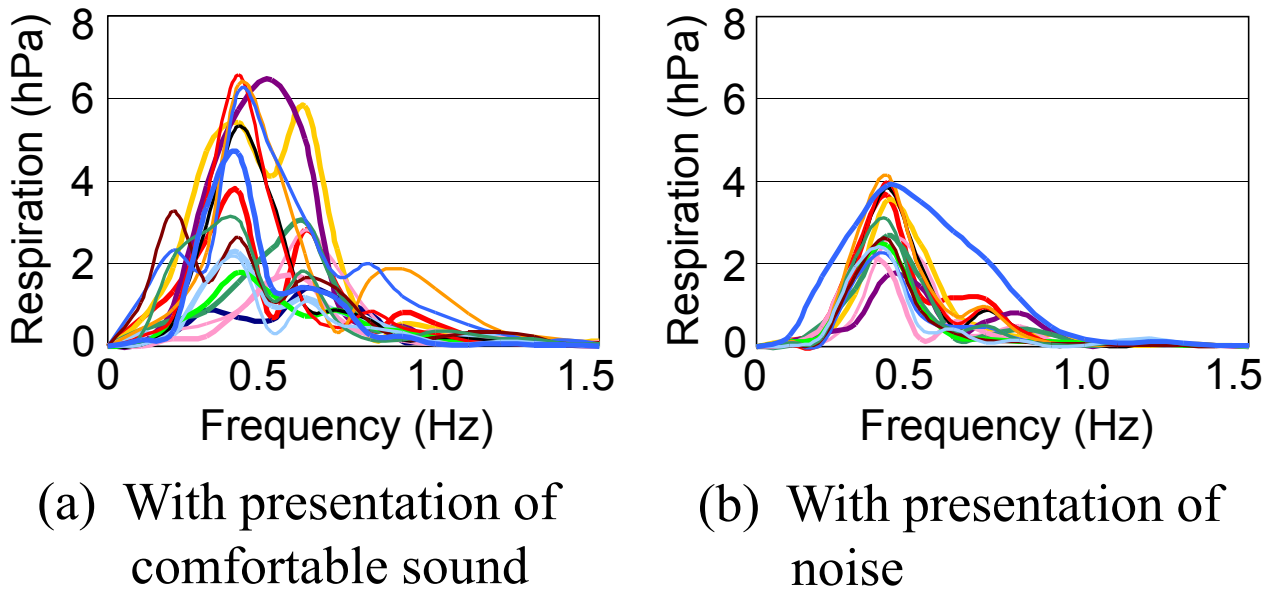 Respiration (hPa)
8
6
4
2
0
0 0.5 1.0 1.5
Frequency (Hz)
(a) With presentation of
comfortable sound
Respiration (hPa)
8
6
4
2
0
0 0.5 1.0 1.5
Frequency (Hz)
(b) With presentation of
noise